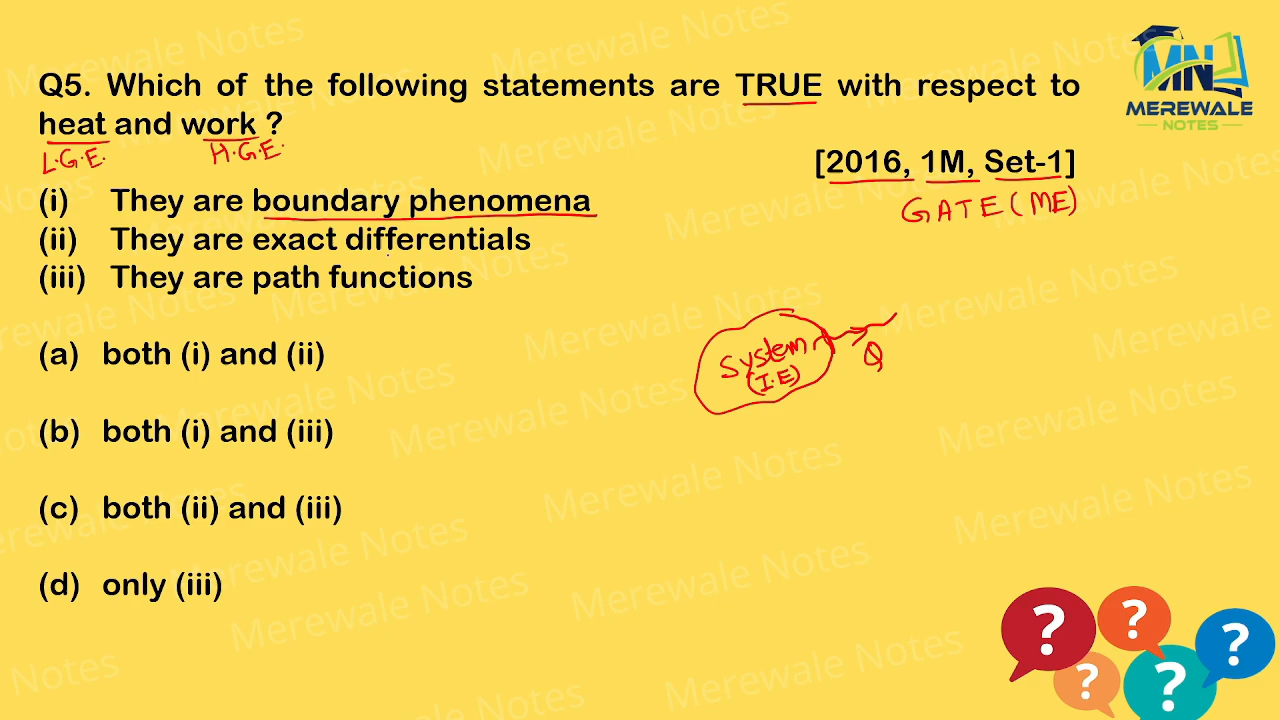 MN
MEREWALE
NOTES
Q5. Which of the following statements are TRUE with respect to
heat and work ?
L.G.E. H.G.E.
[2016, 1M, Set-1]
GATE (ME)
(i) They are boundary phenomena
(ii) They are exact differentials
(iii) They are path functions
System
(I.E)
Q
(a) both (i) and (ii)
(b) both (i) and (iii)
(c) both (ii) and (iii)
(d) only (iii)
? ? ? ? ?
Merewale Notes